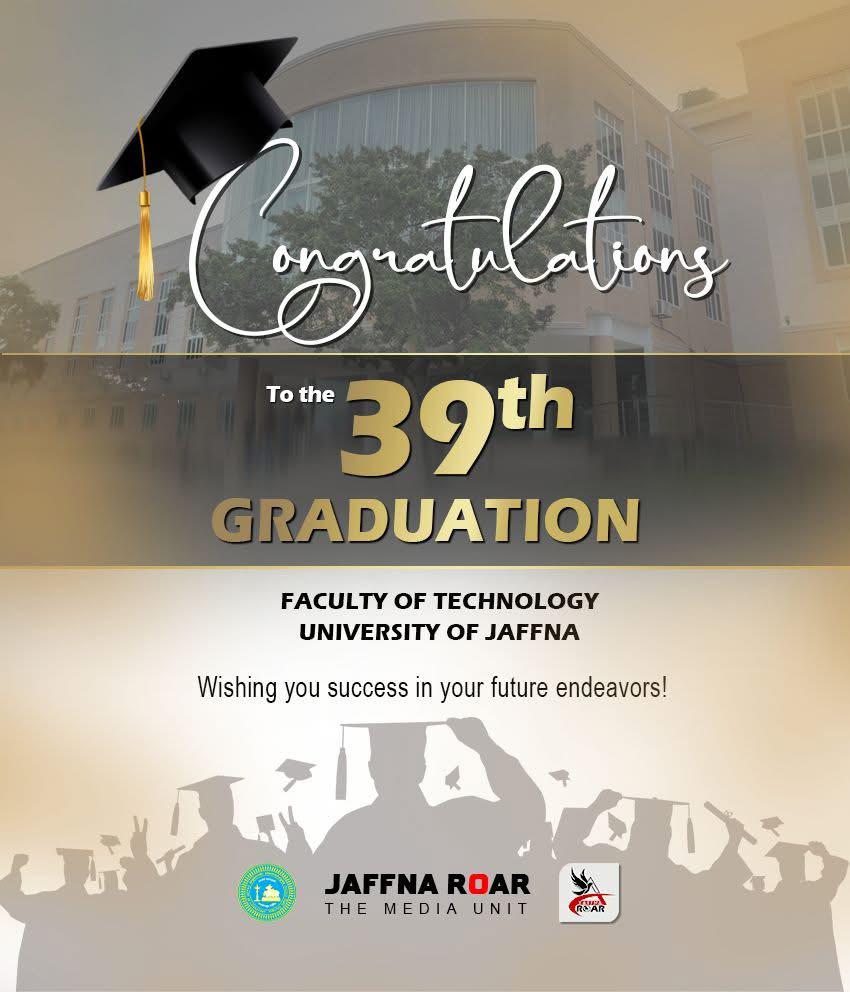 Congratulations
To the 39th
GRADUATION
FACULTY OF TECHNOLOGY
UNIVERSITY OF JAFFNA
Wishing you success in your future endeavors!
JAFFNA ROAR
THE MEDIA UNIT
ROAR